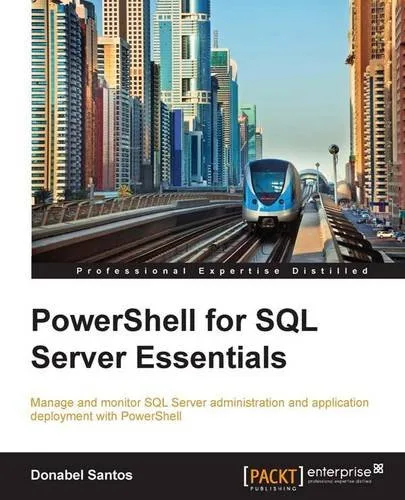 Professional Expertise Distilled
PowerShell for SQL
Server Essentials
Manage and monitor SQL Server administration and application
deployment with PowerShell
Donabel Santos
[PACKT] enterprise
PUBLISHING professional expertise distilled